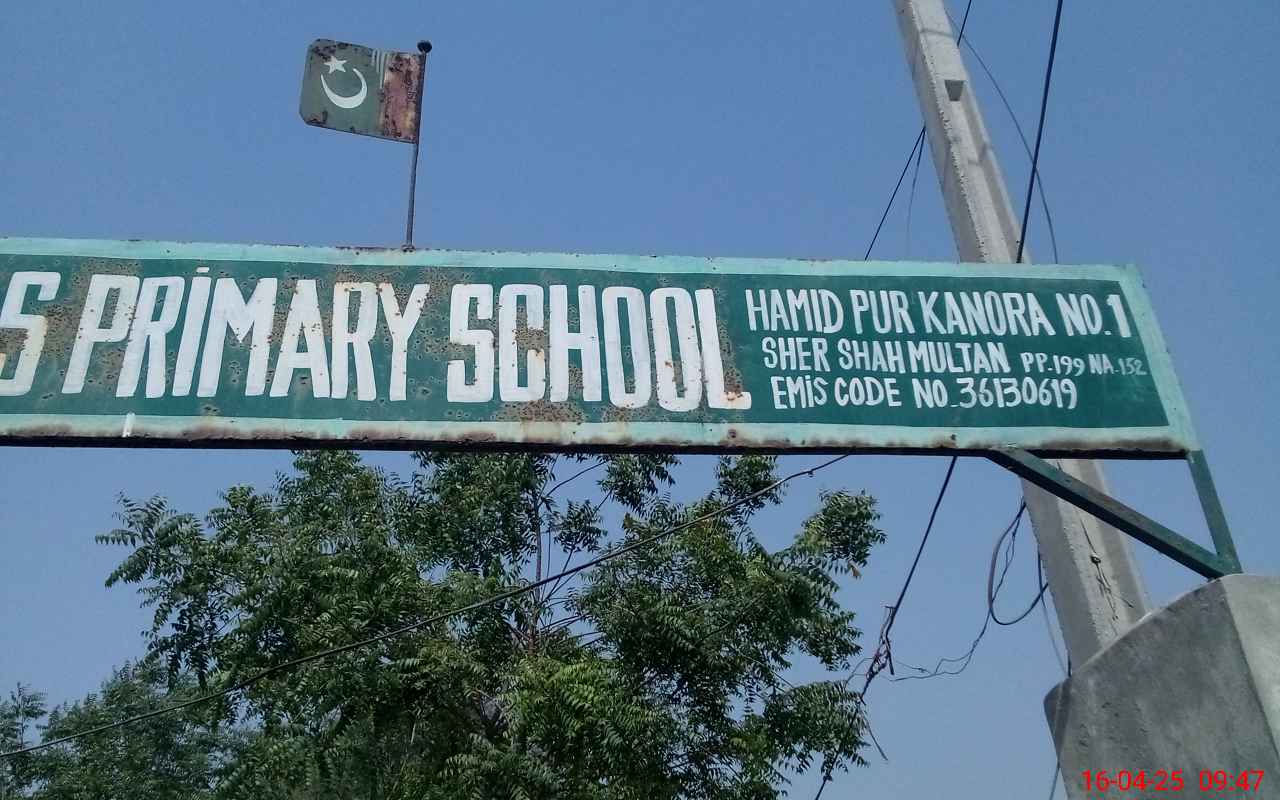 S PRIMARY SCHOOL
HAMID PUR KANORA NO.1
SHER SHAH MULTAN PP.199 NA.152
EMIS CODE NO.36130619
16-04-25 09:47